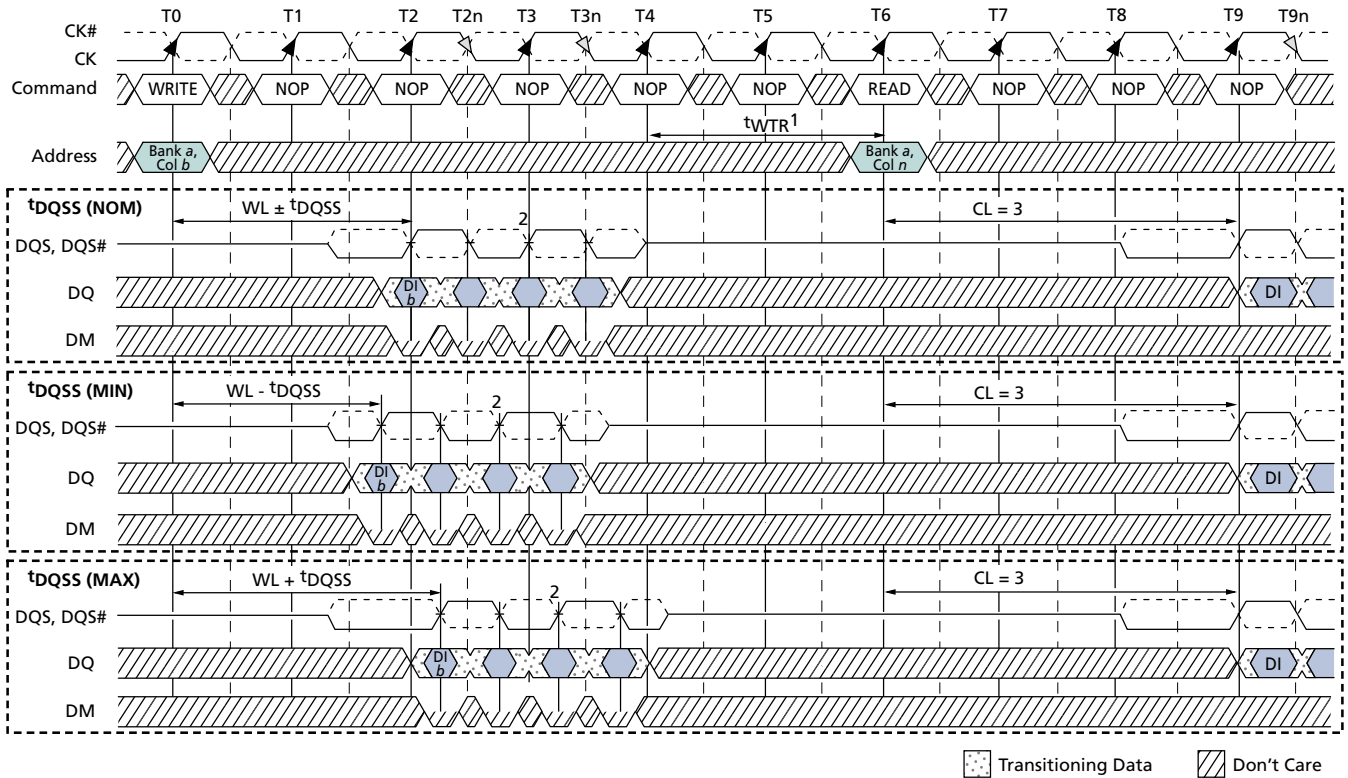 T0 T1 T2 T2n T3 T3n T4 T5 T6 T7 T8 T9 T9n
CK#
CK
Command WRITE NOP NOP NOP NOP NOP READ NOP NOP NOP
tWTR1
Address Bank a, Col b Bank a, Col n
tDQSS (NOM) WL ± tDQSS CL = 3
2
DQS, DQS#
DQ DI b DI
DM
tDQSS (MIN) WL - tDQSS CL = 3
2
DQS, DQS#
DQ DI b DI
DM
tDQSS (MAX) WL + tDQSS CL = 3
2
DQS, DQS#
DQ DI b DI
DM
Transitioning Data Don't Care